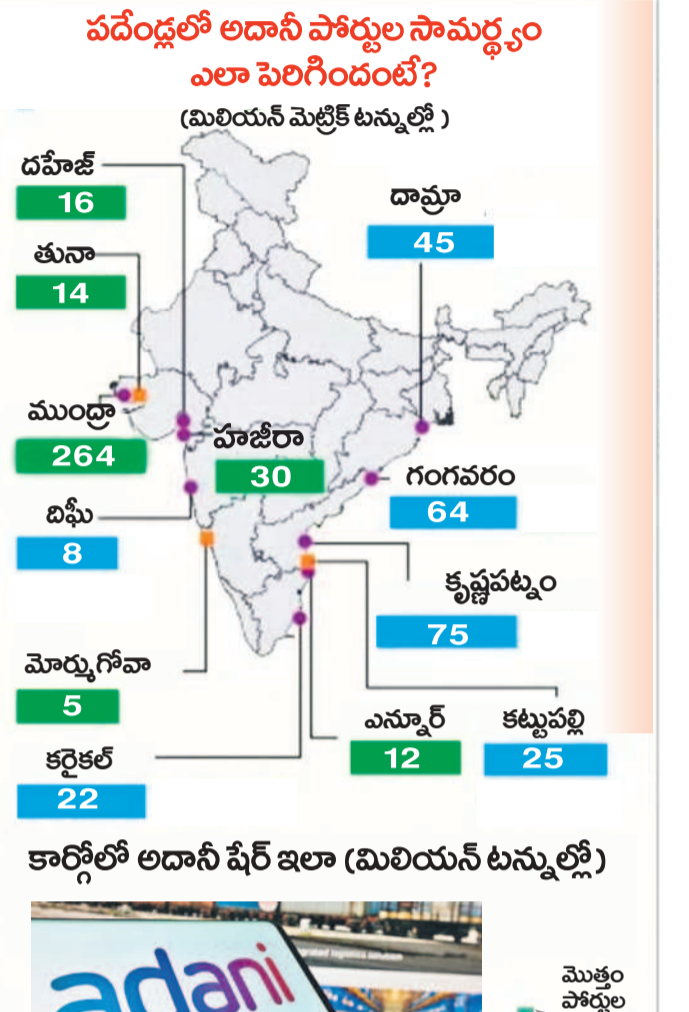 పదేండ్లలో అదానీ పోర్టుల సామర్థ్యం
ఎలా పెరిగిందంటే?
(మిలియన్ మెట్రిక్ టన్నుల్లో )
దహేజ్
16
దామ్రా
45
తునా
14
ముంద్రా
264
హజీరా
30
గంగవరం
64
దిఘీ
8
కృష్ణపట్నం
75
మోర్ముగోవా
5
ఎన్నూర్
12
కట్టుపల్లి
25
కరైకల్
22
కార్గోలో అదానీ షేర్ ఇలా (మిలియన్ టన్నుల్లో)
adani
మొత్తం
పోర్టుల